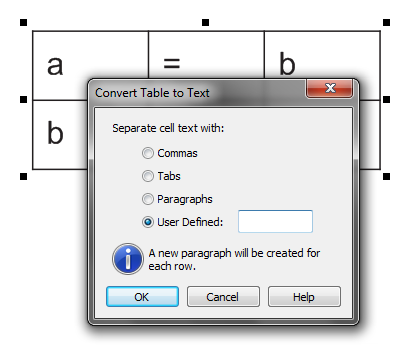 a = b
b
Convert Table to Text
Separate cell text with:
Commas
Tabs
Paragraphs
User Defined:
A new paragraph will be created for
each row.
OK Cancel Help